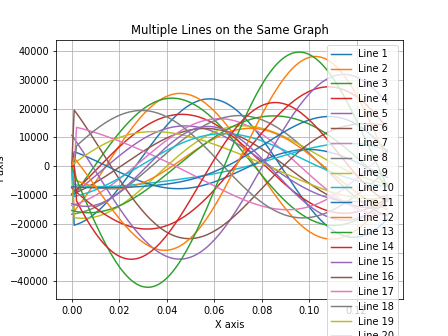 Multiple Lines on the Same Graph
40000
30000
20000
10000
0
−10000
−20000
−30000
−40000
0.00
0.02
0.04
0.06
0.08
0.10
X axis
Line 1
Line 2
Line 3
Line 4
Line 5
Line 6
Line 7
Line 8
Line 9
Line 10
Line 11
Line 12
Line 13
Line 14
Line 15
Line 16
Line 17
Line 18
Line 19
Line 20